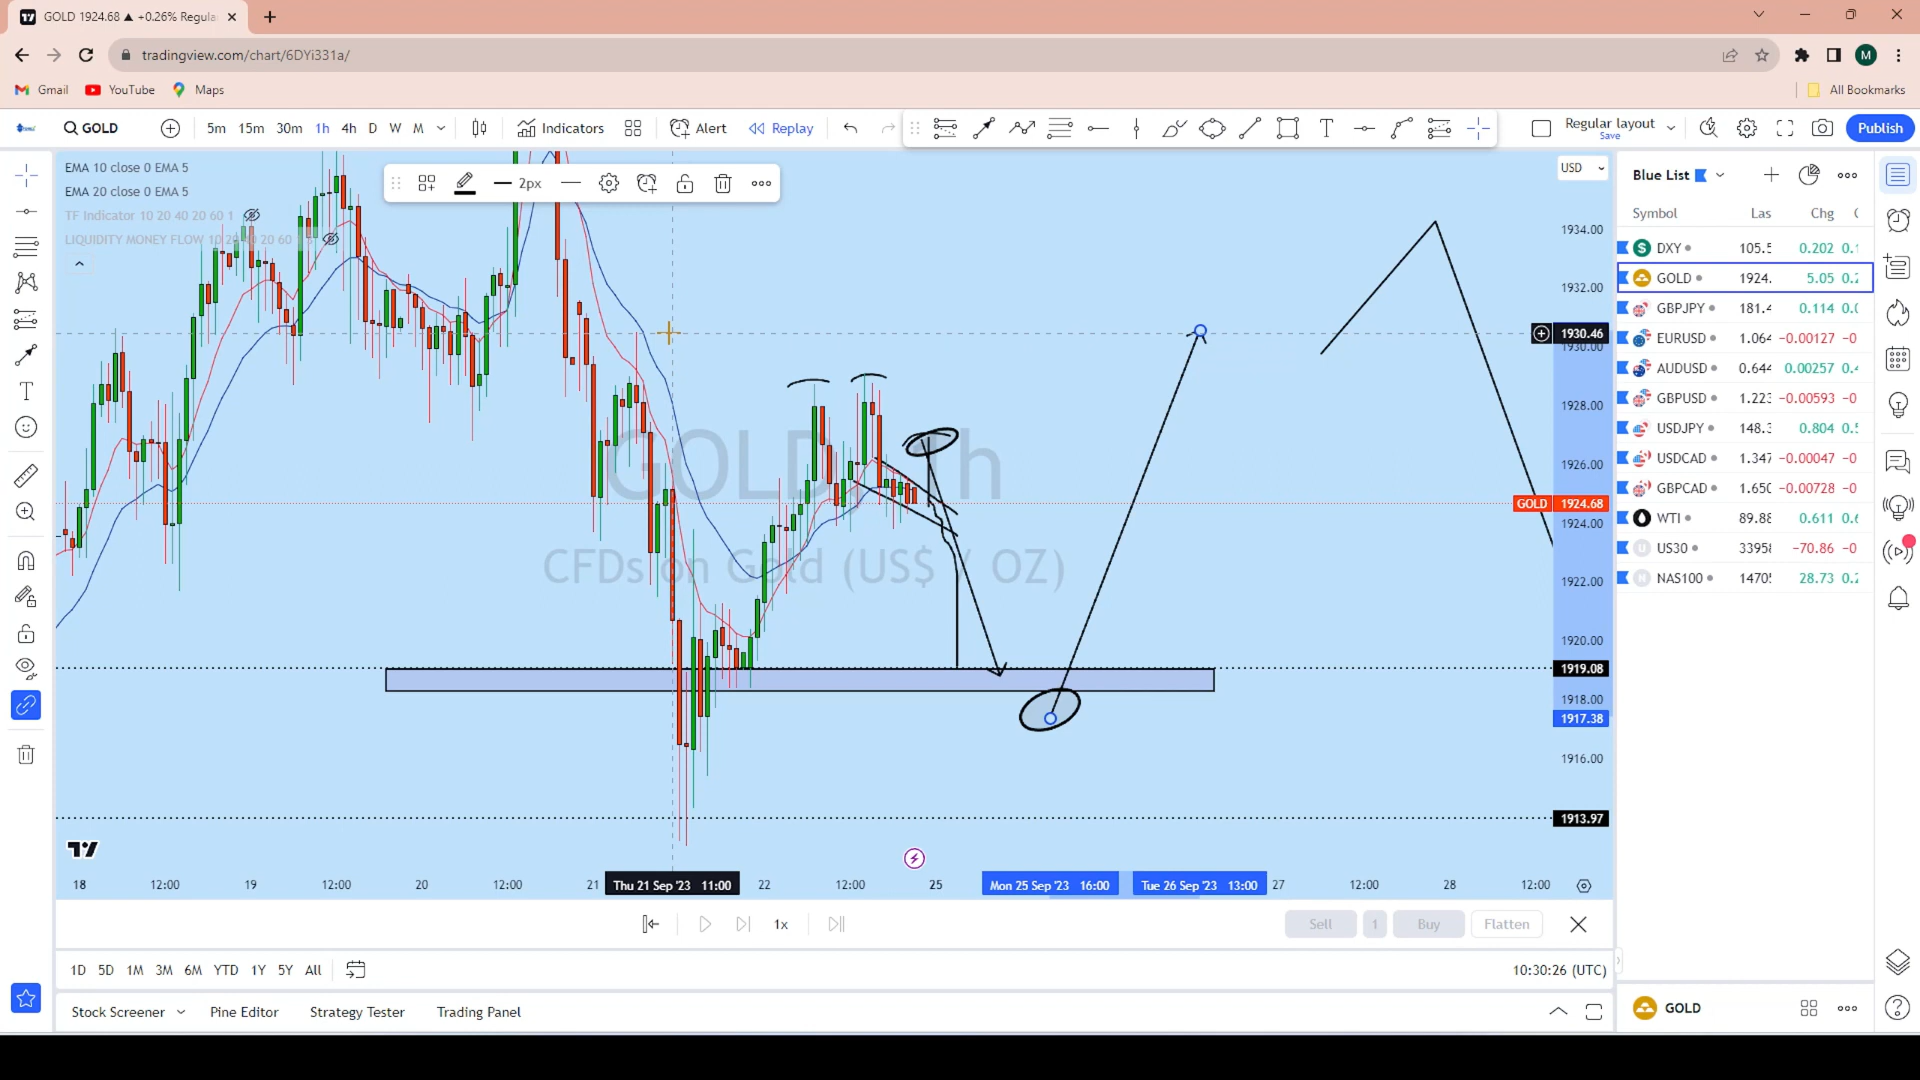 GOLD 1924.68 ▲ +0.26% Regula
tradingview.com/chart/6DYi331a/
M
Gmail YouTube Maps All Bookmarks
GOLD 5m 15m 30m 1h 4h D W M Indicators Alert Replay Regular layout Save Publish
EMA 10 close 0 EMA 5
EMA 20 close 0 EMA 5
TF Indicator 10 20 40 20 60 1
LIQUIDITY MONEY FLOW
2px
USD
1934.00
1932.00
1930.46
1930.00
1928.00
1926.00
GOLD 1924.68
1924.00
1922.00
1920.00
1919.08
1918.00
1917.38
1916.00
1913.97
CFDs on Gold (US$ / OZ)
18 12:00 19 12:00 20 12:00 21 Thu 21 Sep '23 11:00 22 12:00 25 Mon 25 Sep '23 16:00 Tue 26 Sep '23 13:00 27 12:00 28 12:00
1x Sell 1 Buy Flatten
1D 5D 1M 3M 6M YTD 1Y 5Y All 10:30:26 (UTC)
Stock Screener Pine Editor Strategy Tester Trading Panel
Blue List
Symbol Las Chg
DXY 105.5 0.202
GOLD 1924. 5.05
GBPJPY 181.4 0.114
EURUSD 1.064 -0.00127
AUDUSD 0.644 0.00257
GBPUSD 1.223 -0.00593
USDJPY 148.3 0.804
USDCAD 1.347 -0.00047
GBPCAD 1.650 -0.00728
WTI 89.88 0.611
US30 33958 -70.86
NAS100 14705 28.73
GOLD